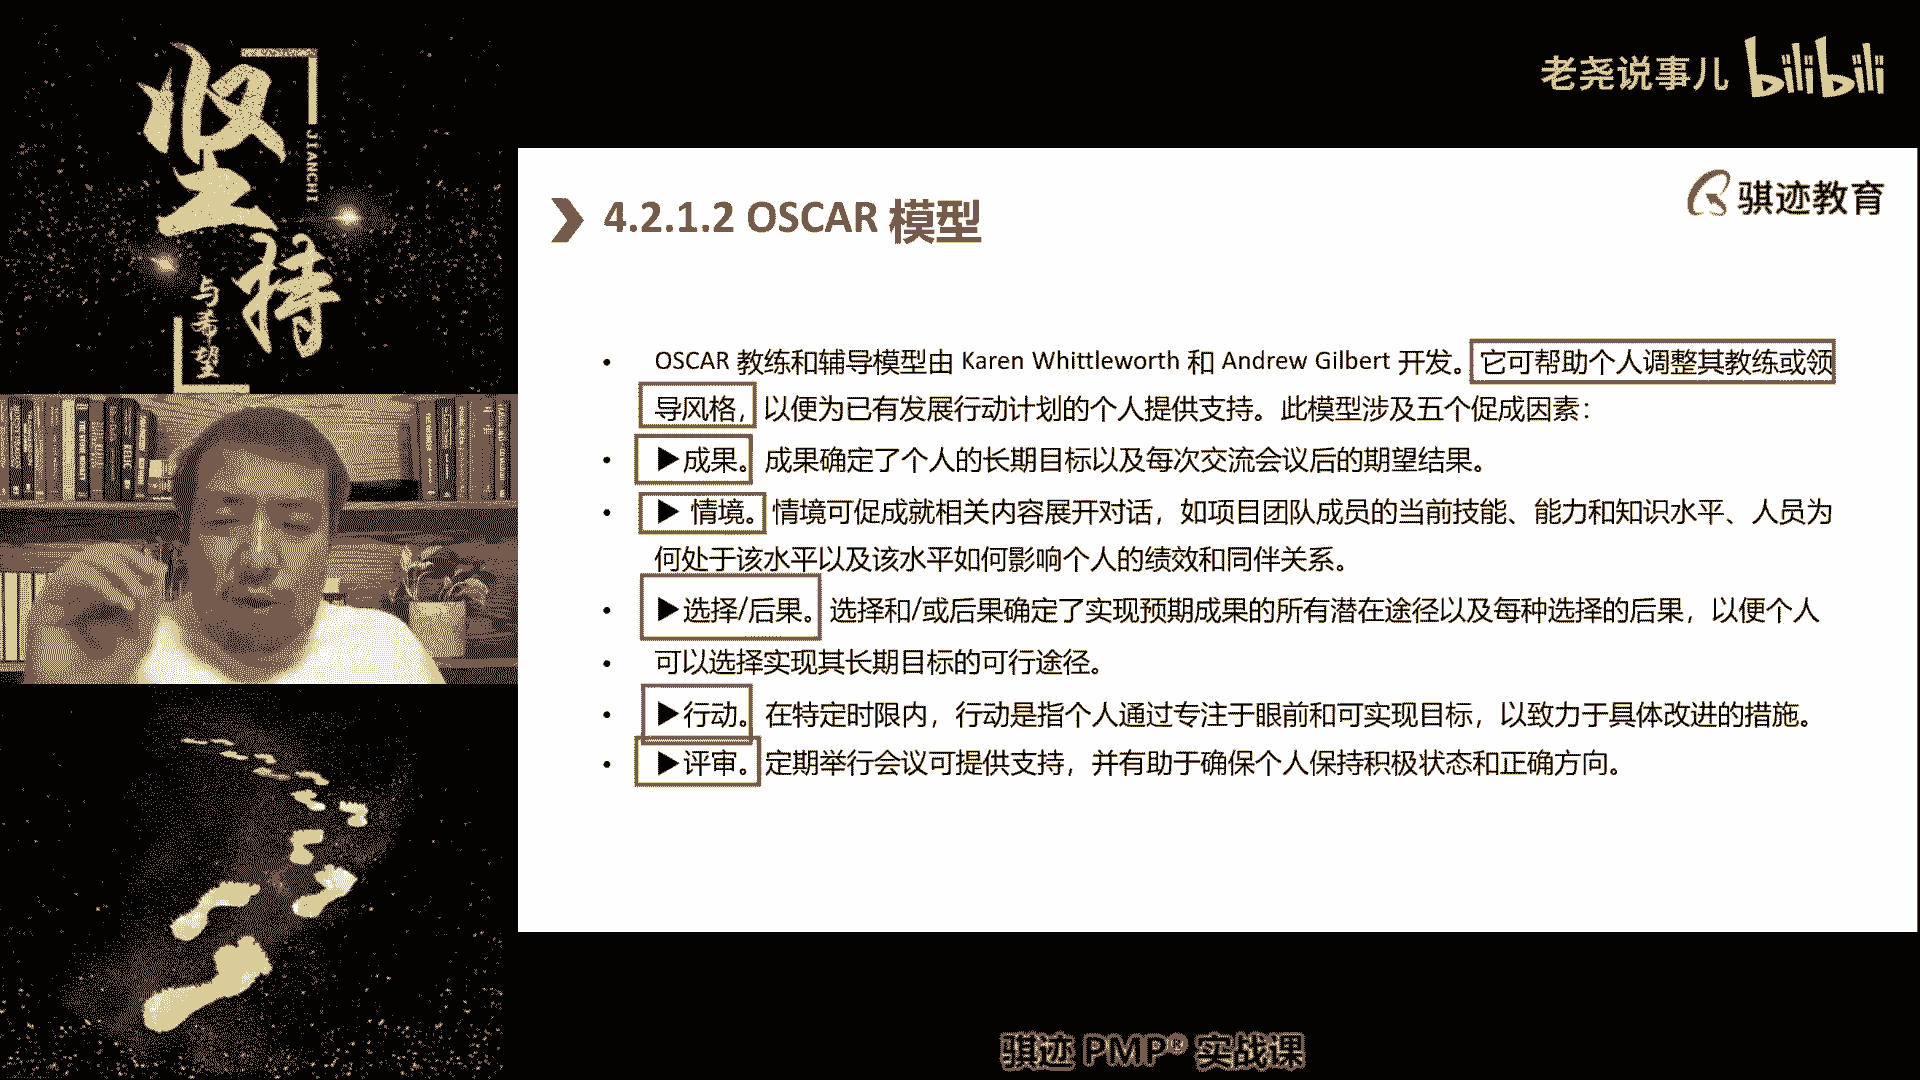 坚持
JIANCHI
与希望
老尧说事儿 bilibili
骐迹教育
4.2.1.2 OSCAR 模型
• OSCAR 教练和辅导模型由 Karen Whittleworth 和 Andrew Gilbert 开发。它可帮助个人调整其教练或领
导风格，以便为已有发展行动计划的个人提供支持。此模型涉及五个促成因素：
• ▶成果。成果确定了个人的长期目标以及每次交流会议后的期望结果。
• ▶ 情境。情境可促成就相关内容展开对话，如项目团队成员的当前技能、能力和知识水平、人员为
何处于该水平以及该水平如何影响个人的绩效和同伴关系。
• ▶选择/后果。选择和/或后果确定了实现预期成果的所有潜在途径以及每种选择的后果，以便个人
• 可以选择实现其长期目标的可行途径。
• ▶行动。在特定时限内，行动是指个人通过专注于眼前和可实现目标，以致力于具体改进的措施。
• ▶评审。定期举行会议可提供支持，并有助于确保个人保持积极状态和正确方向。
骐迹 PMP® 实战课